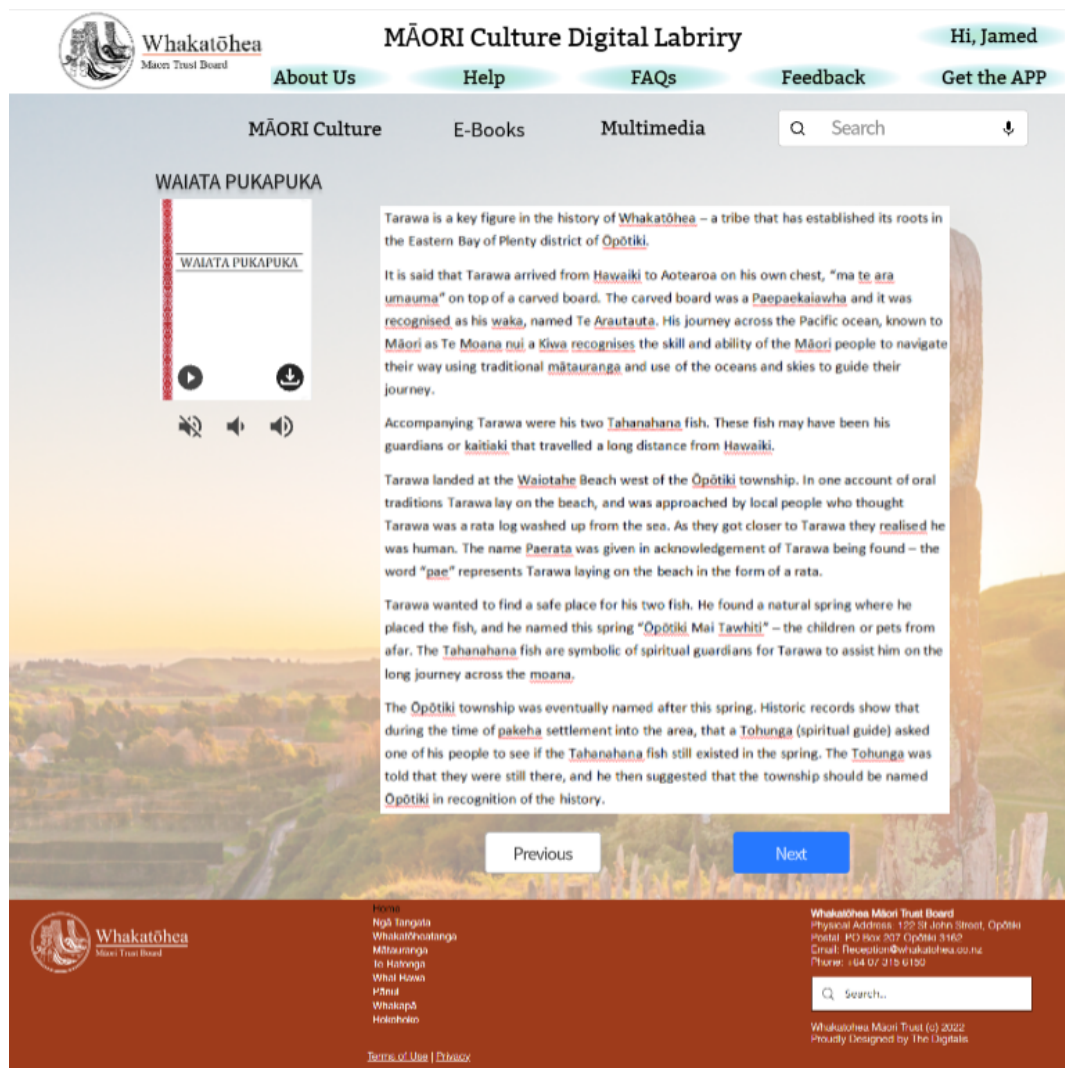 Whakatōhea
Māori Trust Board
MĀORI Culture Digital Labriry
Hi, Jamed
About Us
Help
FAQs
Feedback
Get the APP
MĀORI Culture
E-Books
Multimedia
Search
WAIATA PUKAPUKA
WAIATA PUKAPUKA
Tarawa is a key figure in the history of Whakatōhea – a tribe that has established its roots in
the Eastern Bay of Plenty district of Ōpōtiki.
It is said that Tarawa arrived from Hawaiki to Aotearoa on his own chest, “ma te ara
umauma” on top of a carved board. The carved board was a Paepaekaiawha and it was
recognised as his waka, named Te Arautauta. His journey across the Pacific ocean, known to
Māori as Te Moana nui a Kiwa recognises the skill and ability of the Māori people to navigate
their way using traditional mātauranga and use of the oceans and skies to guide their
journey.
Accompanying Tarawa were his two Tahanahana fish. These fish may have been his
guardians or kaitiaki that travelled a long distance from Hawaiki.
Tarawa landed at the Waiotahe Beach west of the Ōpōtiki township. In one account of oral
traditions Tarawa lay on the beach, and was approached by local people who thought
Tarawa was a rata log washed up from the sea. As they got closer to Tarawa they realised he
was human. The name Paerata was given in acknowledgement of Tarawa being found – the
word “pae” represents Tarawa laying on the beach in the form of a rata.
Tarawa wanted to find a safe place for his two fish. He found a natural spring where he
placed the fish, and he named this spring “Ōpōtiki Mai Tawhiti” – the children or pets from
afar. The Tahanahana fish are symbolic of spiritual guardians for Tarawa to assist him on the
long journey across the moana.
The Ōpōtiki township was eventually named after this spring. Historic records show that
during the time of pakeha settlement into the area, that a Tohunga (spiritual guide) asked
one of his people to see if the Tahanahana fish still existed in the spring. The Tohunga was
told that they were still there, and he then suggested that the township should be named
Ōpōtiki in recognition of the history.
Previous
Next
Whakatōhea
Māori Trust Board
Home
Ngā Tangata
Whakatōheatanga
Mātauranga
Te Hatonga
Whai Hawa
Pānui
Whakapā
Hokohoko
Terms of Use | Privacy
Whakatōhea Māori Trust Board
Physical Address: 122 St John Street, Ōpōtiki
Postal: PO Box 207 Ōpōtiki 3162
Email: Reception@whakatohea.co.nz
Phone: +64 07 315 6150
Search..
Whakatohea Māori Trust (c) 2022
Proudly Designed by The Digitalis